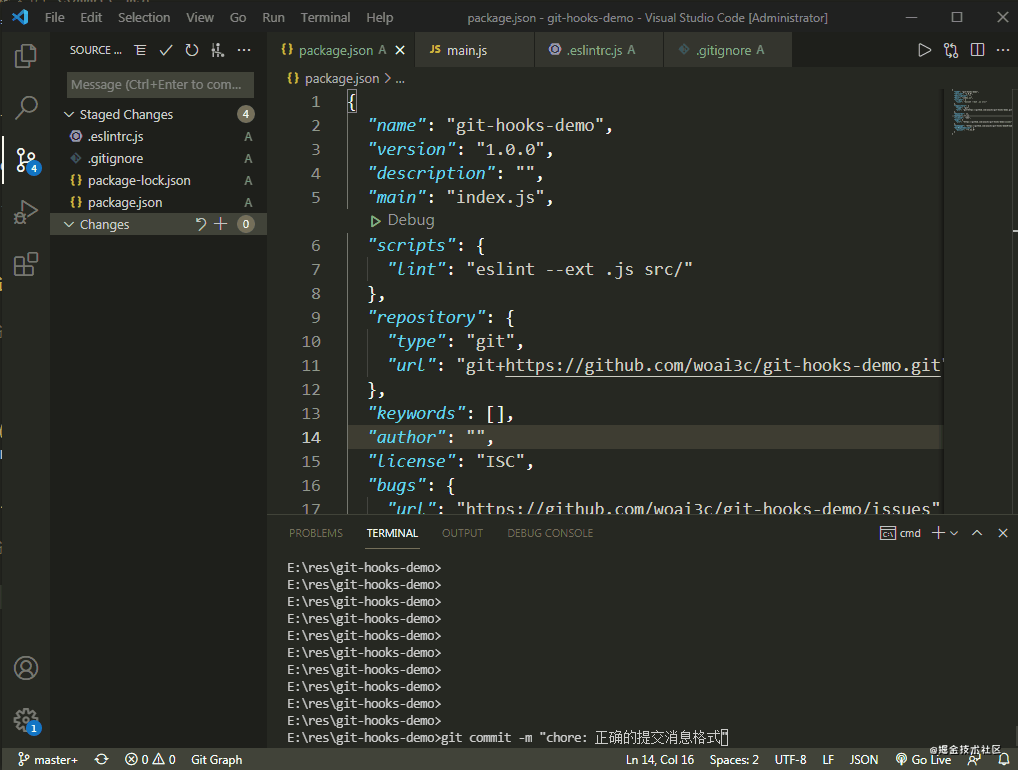 File Edit Selection View Go Run Terminal Help package.json - git-hooks-demo - Visual Studio Code [Administrator]
SOURCE ...
Message (Ctrl+Enter to com...
Staged Changes 4
.eslintrc.js A
.gitignore A
package-lock.json A
package.json A
Changes 0
4
1
{} package.json A JS main.js .eslintrc.js A .gitignore A
{} package.json > ...
1 {
2 "name": "git-hooks-demo",
3 "version": "1.0.0",
4 "description": "",
5 "main": "index.js",
Debug
6 "scripts": {
7 "lint": "eslint --ext .js src/"
8 },
9 "repository": {
10 "type": "git",
11 "url": "git+https://github.com/woai3c/git-hooks-demo.git"
12 },
13 "keywords": [],
14 "author": "",
15 "license": "ISC",
16 "bugs": {
17 "url": "https://github.com/woai3c/git-hooks-demo/issues"
PROBLEMS TERMINAL OUTPUT DEBUG CONSOLE cmd
E:\res\git-hooks-demo>
E:\res\git-hooks-demo>
E:\res\git-hooks-demo>
E:\res\git-hooks-demo>
E:\res\git-hooks-demo>
E:\res\git-hooks-demo>
E:\res\git-hooks-demo>
E:\res\git-hooks-demo>
E:\res\git-hooks-demo>
E:\res\git-hooks-demo>
E:\res\git-hooks-demo>git commit -m "chore: 正确的提交消息格式"
@掘金技术社区
master+ 0 0 Git Graph Ln 14, Col 16 Spaces: 2 UTF-8 LF JSON Go Live